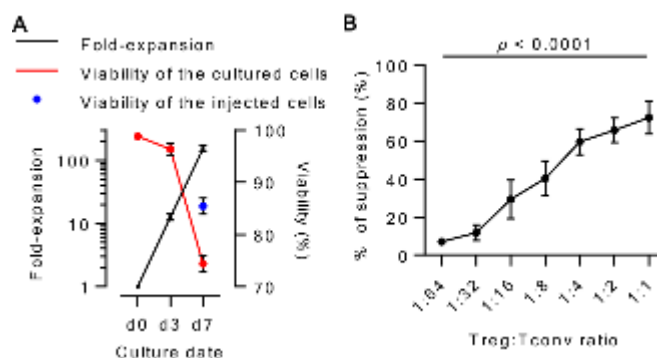 A
Fold-expansion
Viability of the cultured cells
Viability of the injected cells
Fold-expansion
100
10
1
Viability (%)
100
90
80
70
d0 d3 d7
Culture date
B
p < 0.0001
% of suppression (%)
100
80
60
40
20
0
1:64 1:32 1:16 1:8 1:4 1:2 1:1
Treg:Tconv ratio